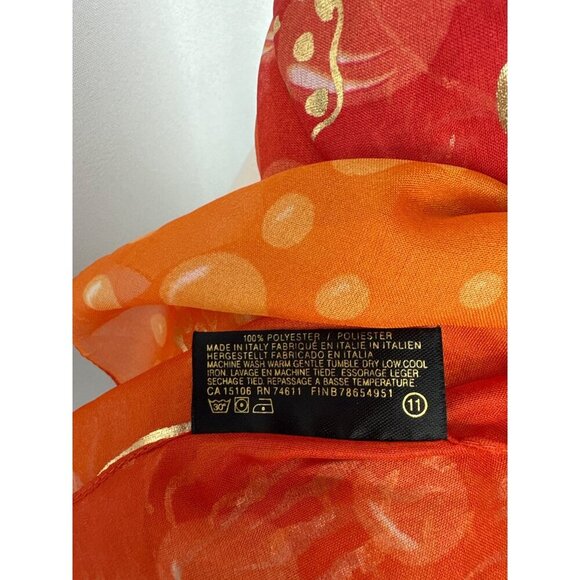 100% POLYESTER / POLIESTER
MADE IN ITALY FABRIQUÉ EN ITALIE IN ITALIEN
HERGESTELLT FABRICADO EN ITALIA
MACHINE WASH WARM GENTLE TUMBLE DRY LOW.COOL
IRON. LAVAGE EN MACHINE TIEDE. ESSORAGE LEGER
SECHAGE TIED. REPASSAGE A BASSE TEMPERATURE.
CA 15106 RN 74611 FINB78654951
30° 11